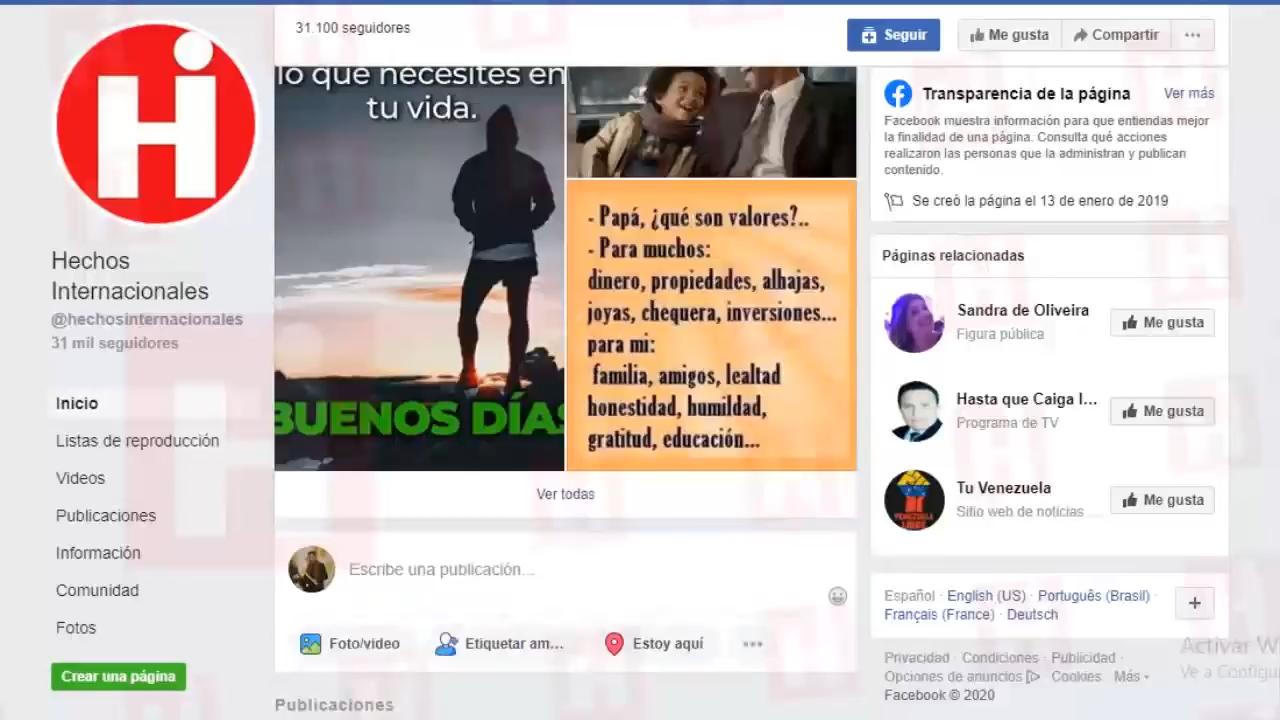 31.100 seguidores
Seguir
Me gusta
Compartir
Hi
Hechos
Internacionales
@hechosinternacionales
31 mil seguidores
Inicio
Listas de reproducción
Videos
Publicaciones
Información
Comunidad
Fotos
Crear una página
lo que necesites en
tu vida.
BUENOS DÍAS
- Papá, ¿qué son valores?..
- Para muchos:
dinero, propiedades, alhajas,
joyas, chequera, inversiones...
para mi:
familia, amigos, lealtad
honestidad, humildad,
gratitud, educación...
Ver todas
Escribe una publicación...
Foto/video
Etiquetar am...
Estoy aquí
Publicaciones
Transparencia de la página
Ver más
Facebook muestra información para que entiendas mejor
la finalidad de una página. Consulta qué acciones
realizaron las personas que la administran y publican
contenido.
Se creó la página el 13 de enero de 2019
Páginas relacionadas
Sandra de Oliveira
Figura pública
Me gusta
Hasta que Caiga l...
Programa de TV
Me gusta
VENEZUELA
LIBRE
Tu Venezuela
Sitio web de noticias ...
Me gusta
Español · English (US) · Português (Brasil) ·
Français (France) · Deutsch
Privacidad · Condiciones · Publicidad ·
Opciones de anuncios · Cookies · Más
Facebook © 2020
Activar W
Ve a Configu